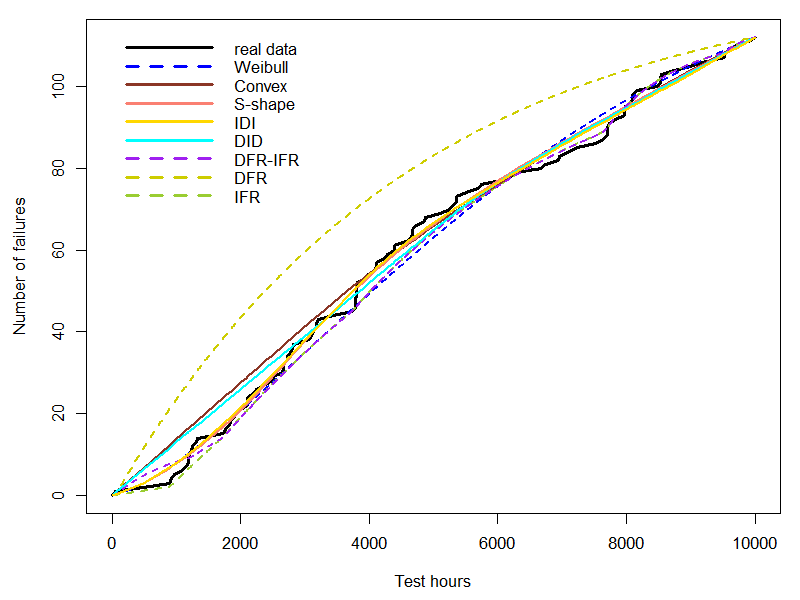 real data
Weibull
Convex
S-shape
IDI
DID
DFR-IFR
DFR
IFR
Number of failures
100
80
60
40
20
0
0 2000 4000 6000 8000 10000
Test hours